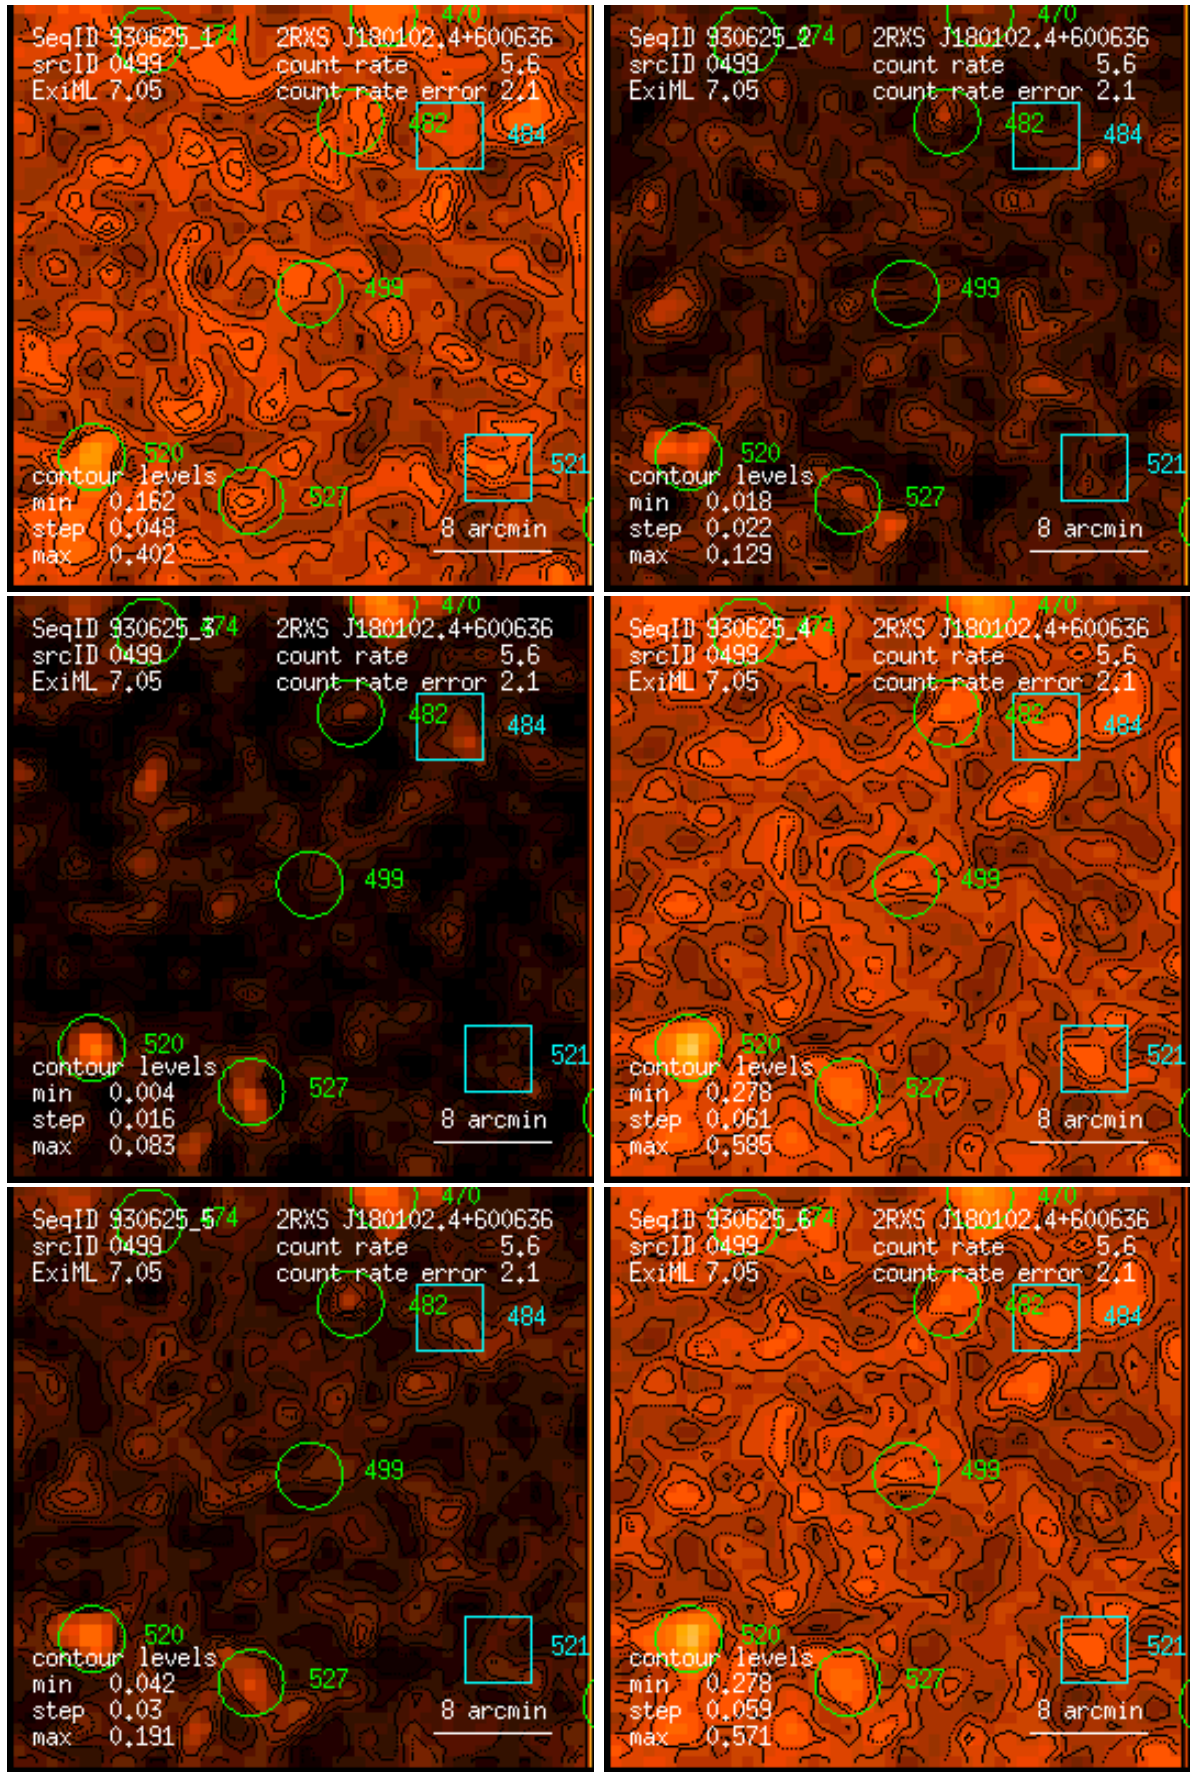 470
SeqID 930625_1 474 2RXS J180102.4+600636
srcID 0499 count rate 5.6
ExiML 7.05 count rate error 2.1
482
484
499
520
521
contour levels
min 0.162
527
step 0.048
8 arcmin
max 0.402
470
SeqID 930625_2 474 2RXS J180102.4+600636
srcID 0499 count rate 5.6
ExiML 7.05 count rate error 2.1
482
484
499
520
521
contour levels
min 0.018
527
step 0.022
8 arcmin
max 0.129
470
SeqID 930625_3 474 2RXS J180102.4+600636
srcID 0499 count rate 5.6
ExiML 7.05 count rate error 2.1
482
484
499
520
521
contour levels
min 0.004
527
step 0.016
8 arcmin
max 0.083
470
SeqID 930625_4 474 2RXS J180102.4+600636
srcID 0499 count rate 5.6
ExiML 7.05 count rate error 2.1
482
484
499
520
521
contour levels
min 0.278
527
step 0.061
8 arcmin
max 0.585
470
SeqID 930625_5 474 2RXS J180102.4+600636
srcID 0499 count rate 5.6
ExiML 7.05 count rate error 2.1
482
484
499
520
521
contour levels
min 0.042
527
step 0.03
8 arcmin
max 0.191
470
SeqID 930625_6 474 2RXS J180102.4+600636
srcID 0499 count rate 5.6
ExiML 7.05 count rate error 2.1
482
484
499
520
521
contour levels
min 0.278
527
step 0.059
8 arcmin
max 0.571